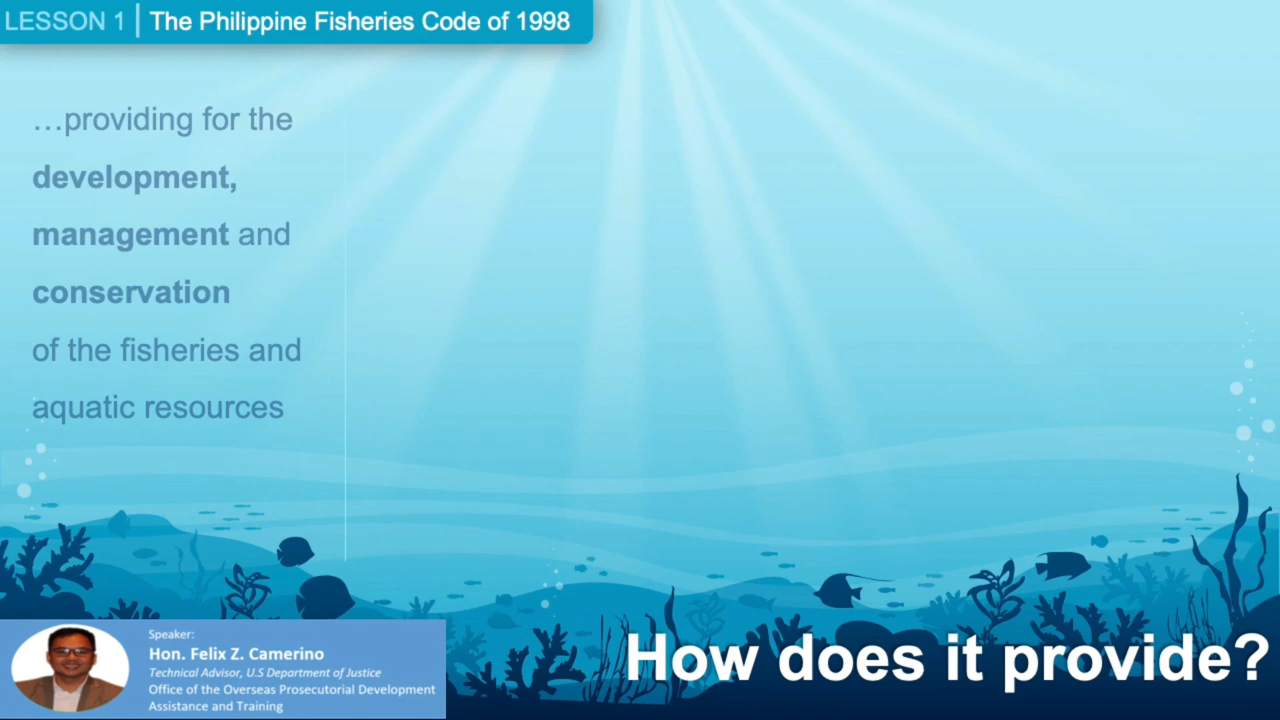 LESSON 1 | The Philippine Fisheries Code of 1998
…providing for the
development,
management and
conservation
of the fisheries and
aquatic resources
Speaker:
Hon. Felix Z. Camerino
Technical Advisor, U.S Department of Justice
Office of the Overseas Prosecutorial Development
Assistance and Training
How does it provide?